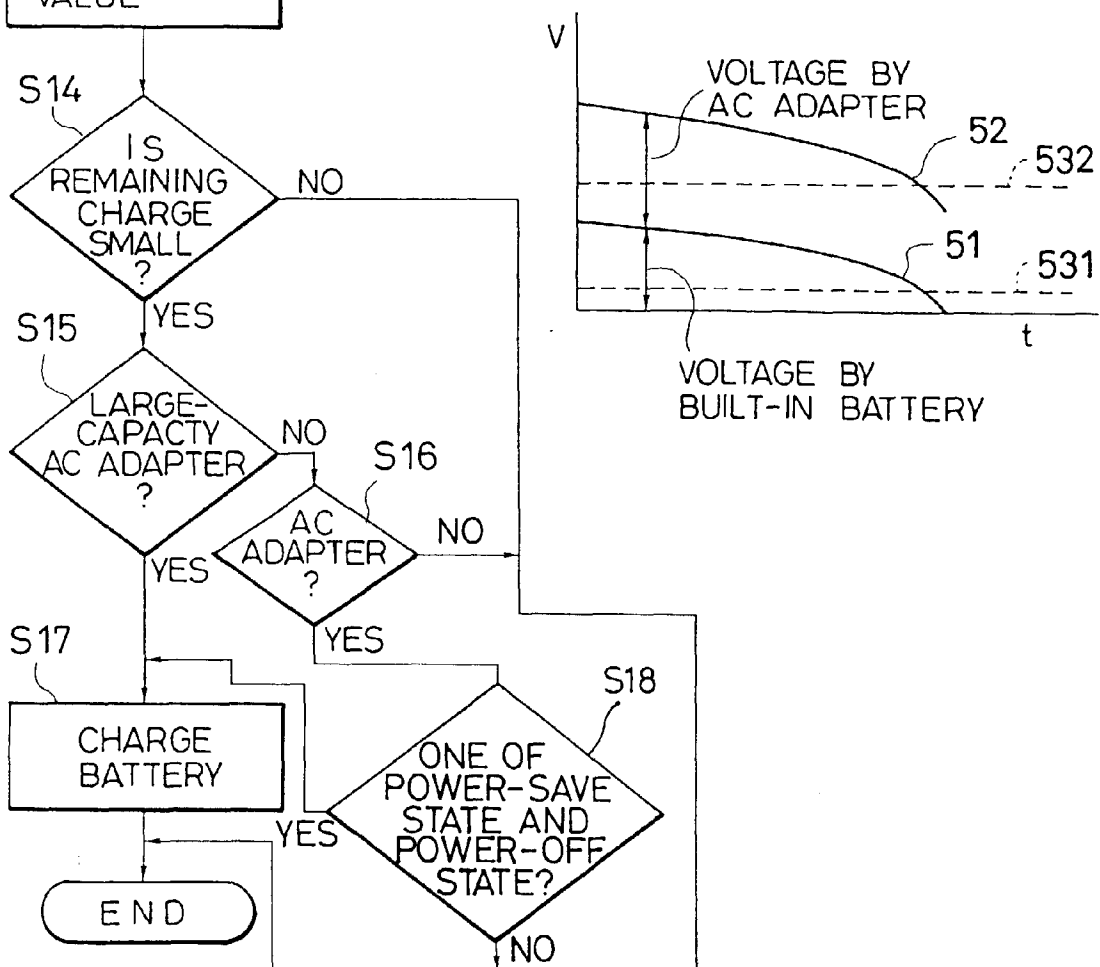 VALUE
S14
IS
REMAINING
CHARGE
SMALL
?
NO
YES
S15
LARGE-
CAPACTY
AC ADAPTER
?
NO
YES
S16
AC
ADAPTER
?
NO
YES
S17
CHARGE
BATTERY
S18
ONE OF
POWER-SAVE
STATE AND
POWER-OFF
STATE?
YES
NO
END
V
VOLTAGE BY
AC ADAPTER
52
532
51
531
t
VOLTAGE BY
BUILT-IN BATTERY